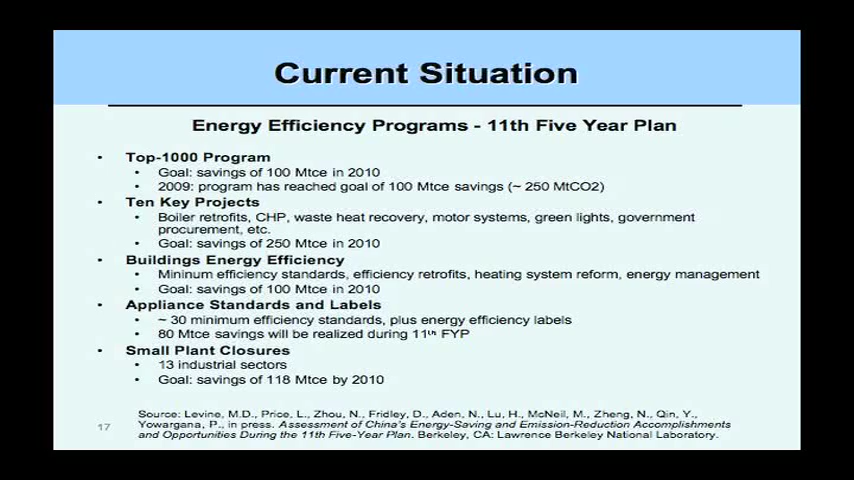 Current Situation
Energy Efficiency Programs - 11th Five Year Plan
• Top-1000 Program
• Goal: savings of 100 Mtce in 2010
• 2009: program has reached goal of 100 Mtce savings (~ 250 MtCO2)
• Ten Key Projects
• Boiler retrofits, CHP, waste heat recovery, motor systems, green lights, government
procurement, etc.
• Goal: savings of 250 Mtce in 2010
• Buildings Energy Efficiency
• Mininum efficiency standards, efficiency retrofits, heating system reform, energy management
• Goal: savings of 100 Mtce in 2010
• Appliance Standards and Labels
• ~ 30 minimum efficiency standards, plus energy efficiency labels
• 80 Mtce savings will be realized during 11th FYP
• Small Plant Closures
• 13 industrial sectors
• Goal: savings of 118 Mtce by 2010
Source: Levine, M.D., Price, L., Zhou, N., Fridley, D., Aden, N., Lu, H., McNeil, M., Zheng, N., Qin, Y.,
Yowargana, P., in press. Assessment of China's Energy-Saving and Emission-Reduction Accomplishments
and Opportunities During the 11th Five-Year Plan. Berkeley, CA: Lawrence Berkeley National Laboratory.
17